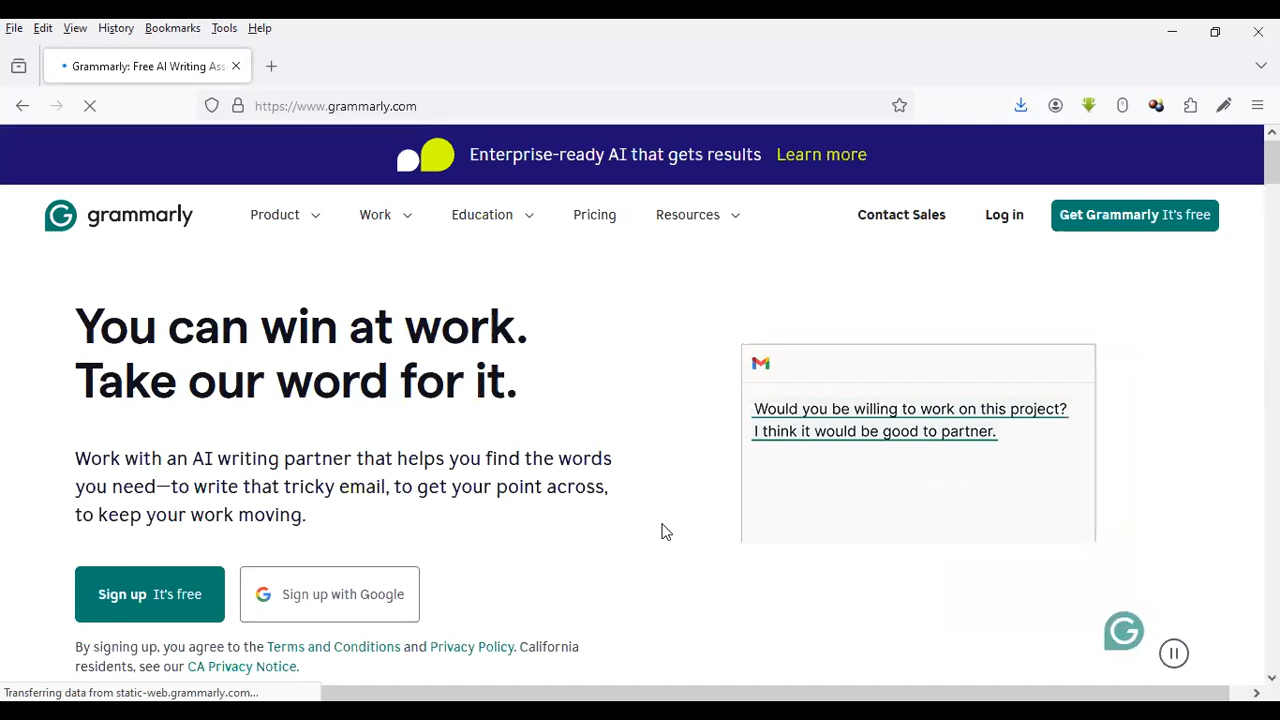 File Edit View History Bookmarks Tools Help
Grammarly: Free AI Writing Ass
https://www.grammarly.com
Enterprise-ready AI that gets results Learn more
grammarly Product Work Education Pricing Resources Contact Sales Log in Get Grammarly It's free
You can win at work.
Take our word for it.
Would you be willing to work on this project?
I think it would be good to partner.
Work with an AI writing partner that helps you find the words
you need—to write that tricky email, to get your point across,
to keep your work moving.
Sign up It's free Sign up with Google
By signing up, you agree to the Terms and Conditions and Privacy Policy. California
residents, see our CA Privacy Notice.
Transferring data from static-web.grammarly.com...